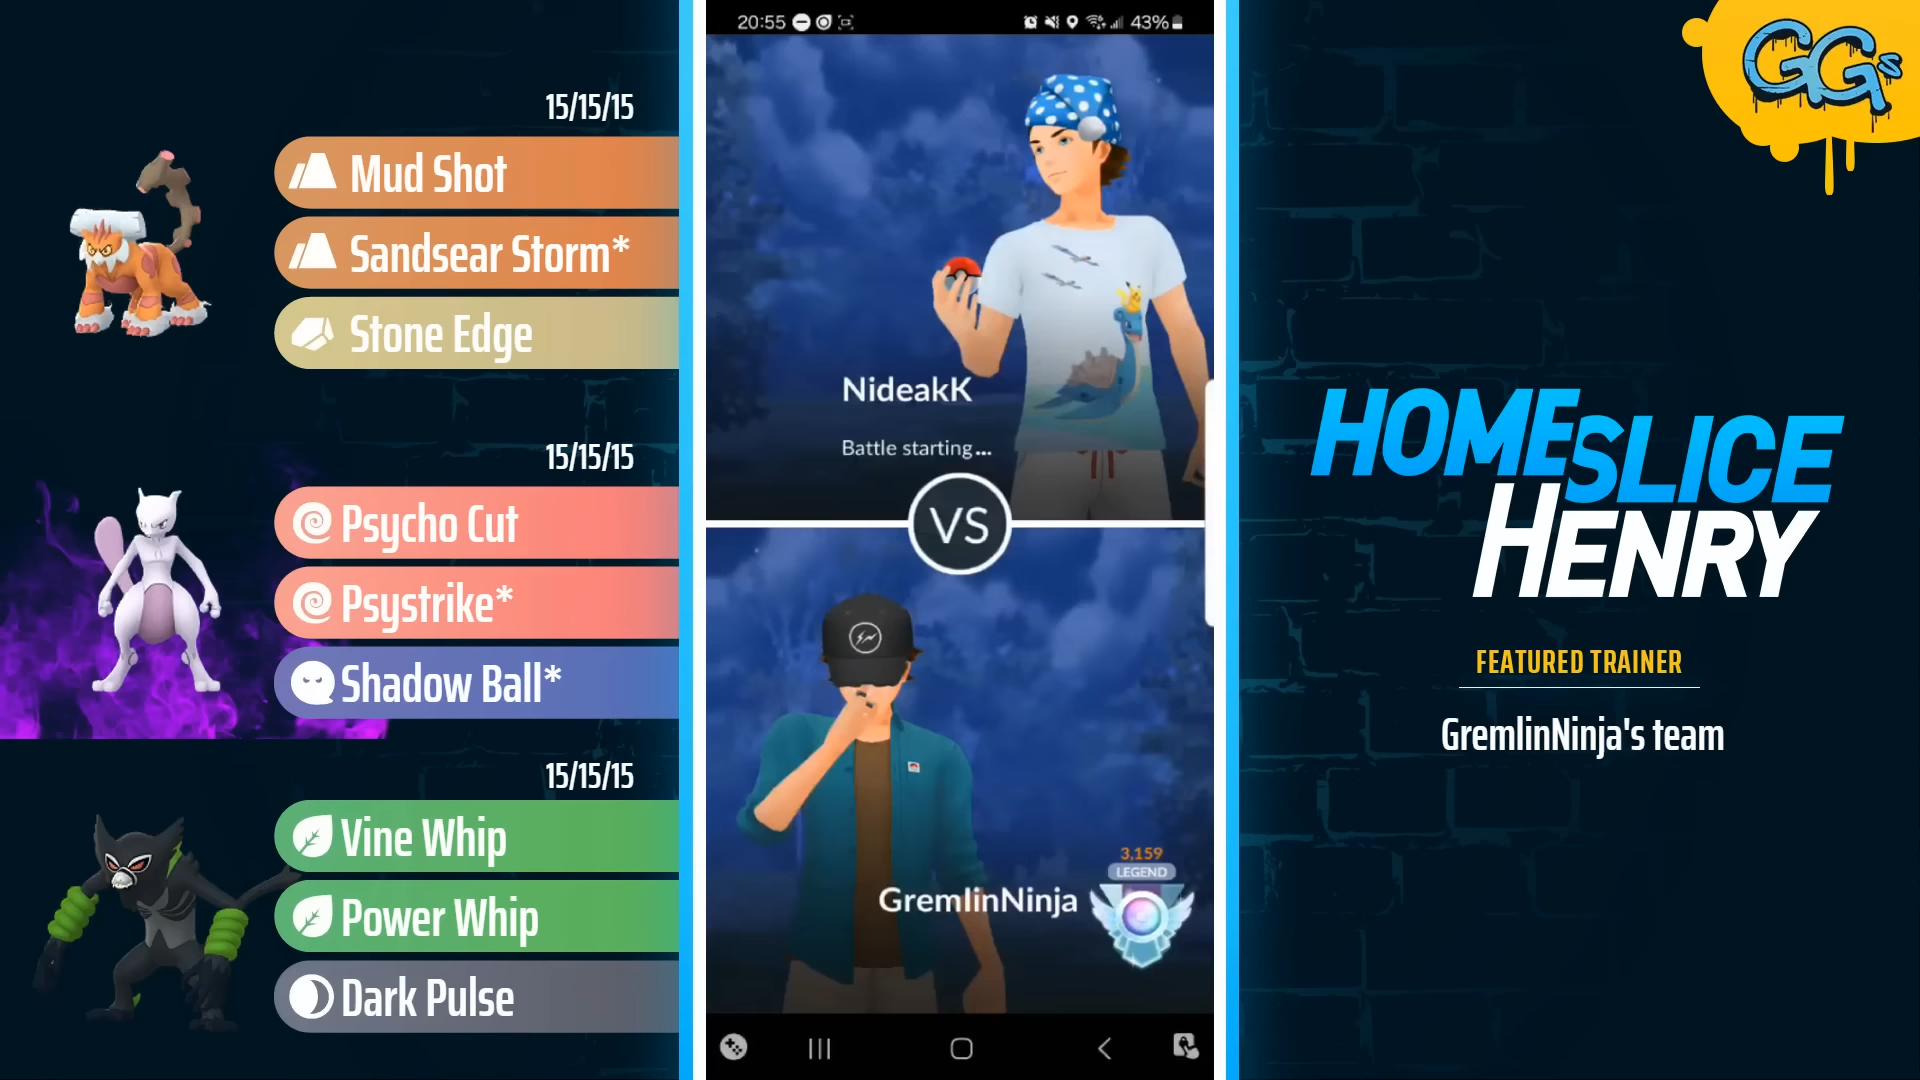 15/15/15
Mud Shot
Sandsear Storm*
Stone Edge
15/15/15
Psycho Cut
Psystrike*
Shadow Ball*
15/15/15
Vine Whip
Power Whip
Dark Pulse
20:55
43%
NideakK
Battle starting...
VS
3,159
LEGEND
GremlinNinja
GGs
HOMESLICE
HENRY
FEATURED TRAINER
GremlinNinja's team